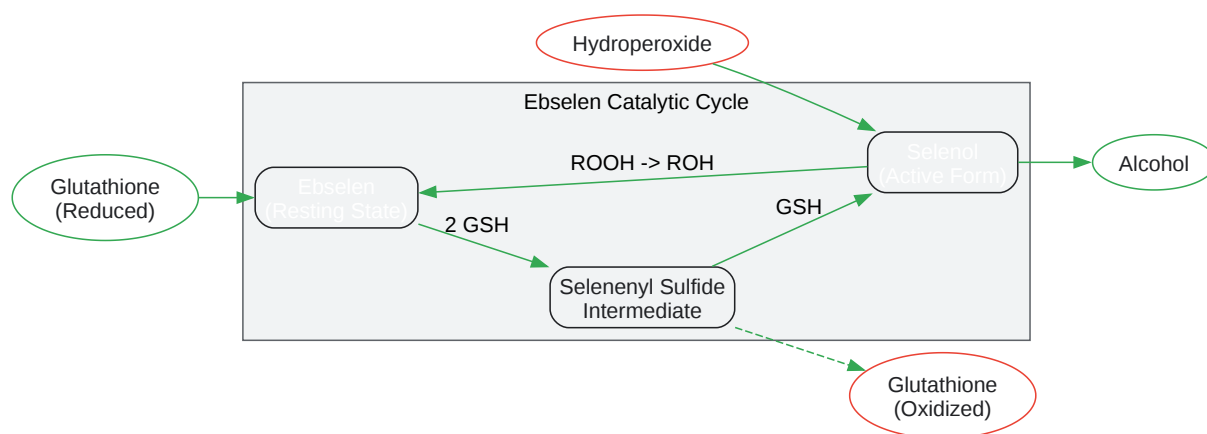 Hydroperoxide
Ebselen Catalytic Cycle
Glutathione
(Reduced)
Ebselen
(Resting State)
ROOH -> ROH
Selenol
(Active Form)
Alcohol
2 GSH
GSH
Selenenyl Sulfide
Intermediate
Glutathione
(Oxidized)